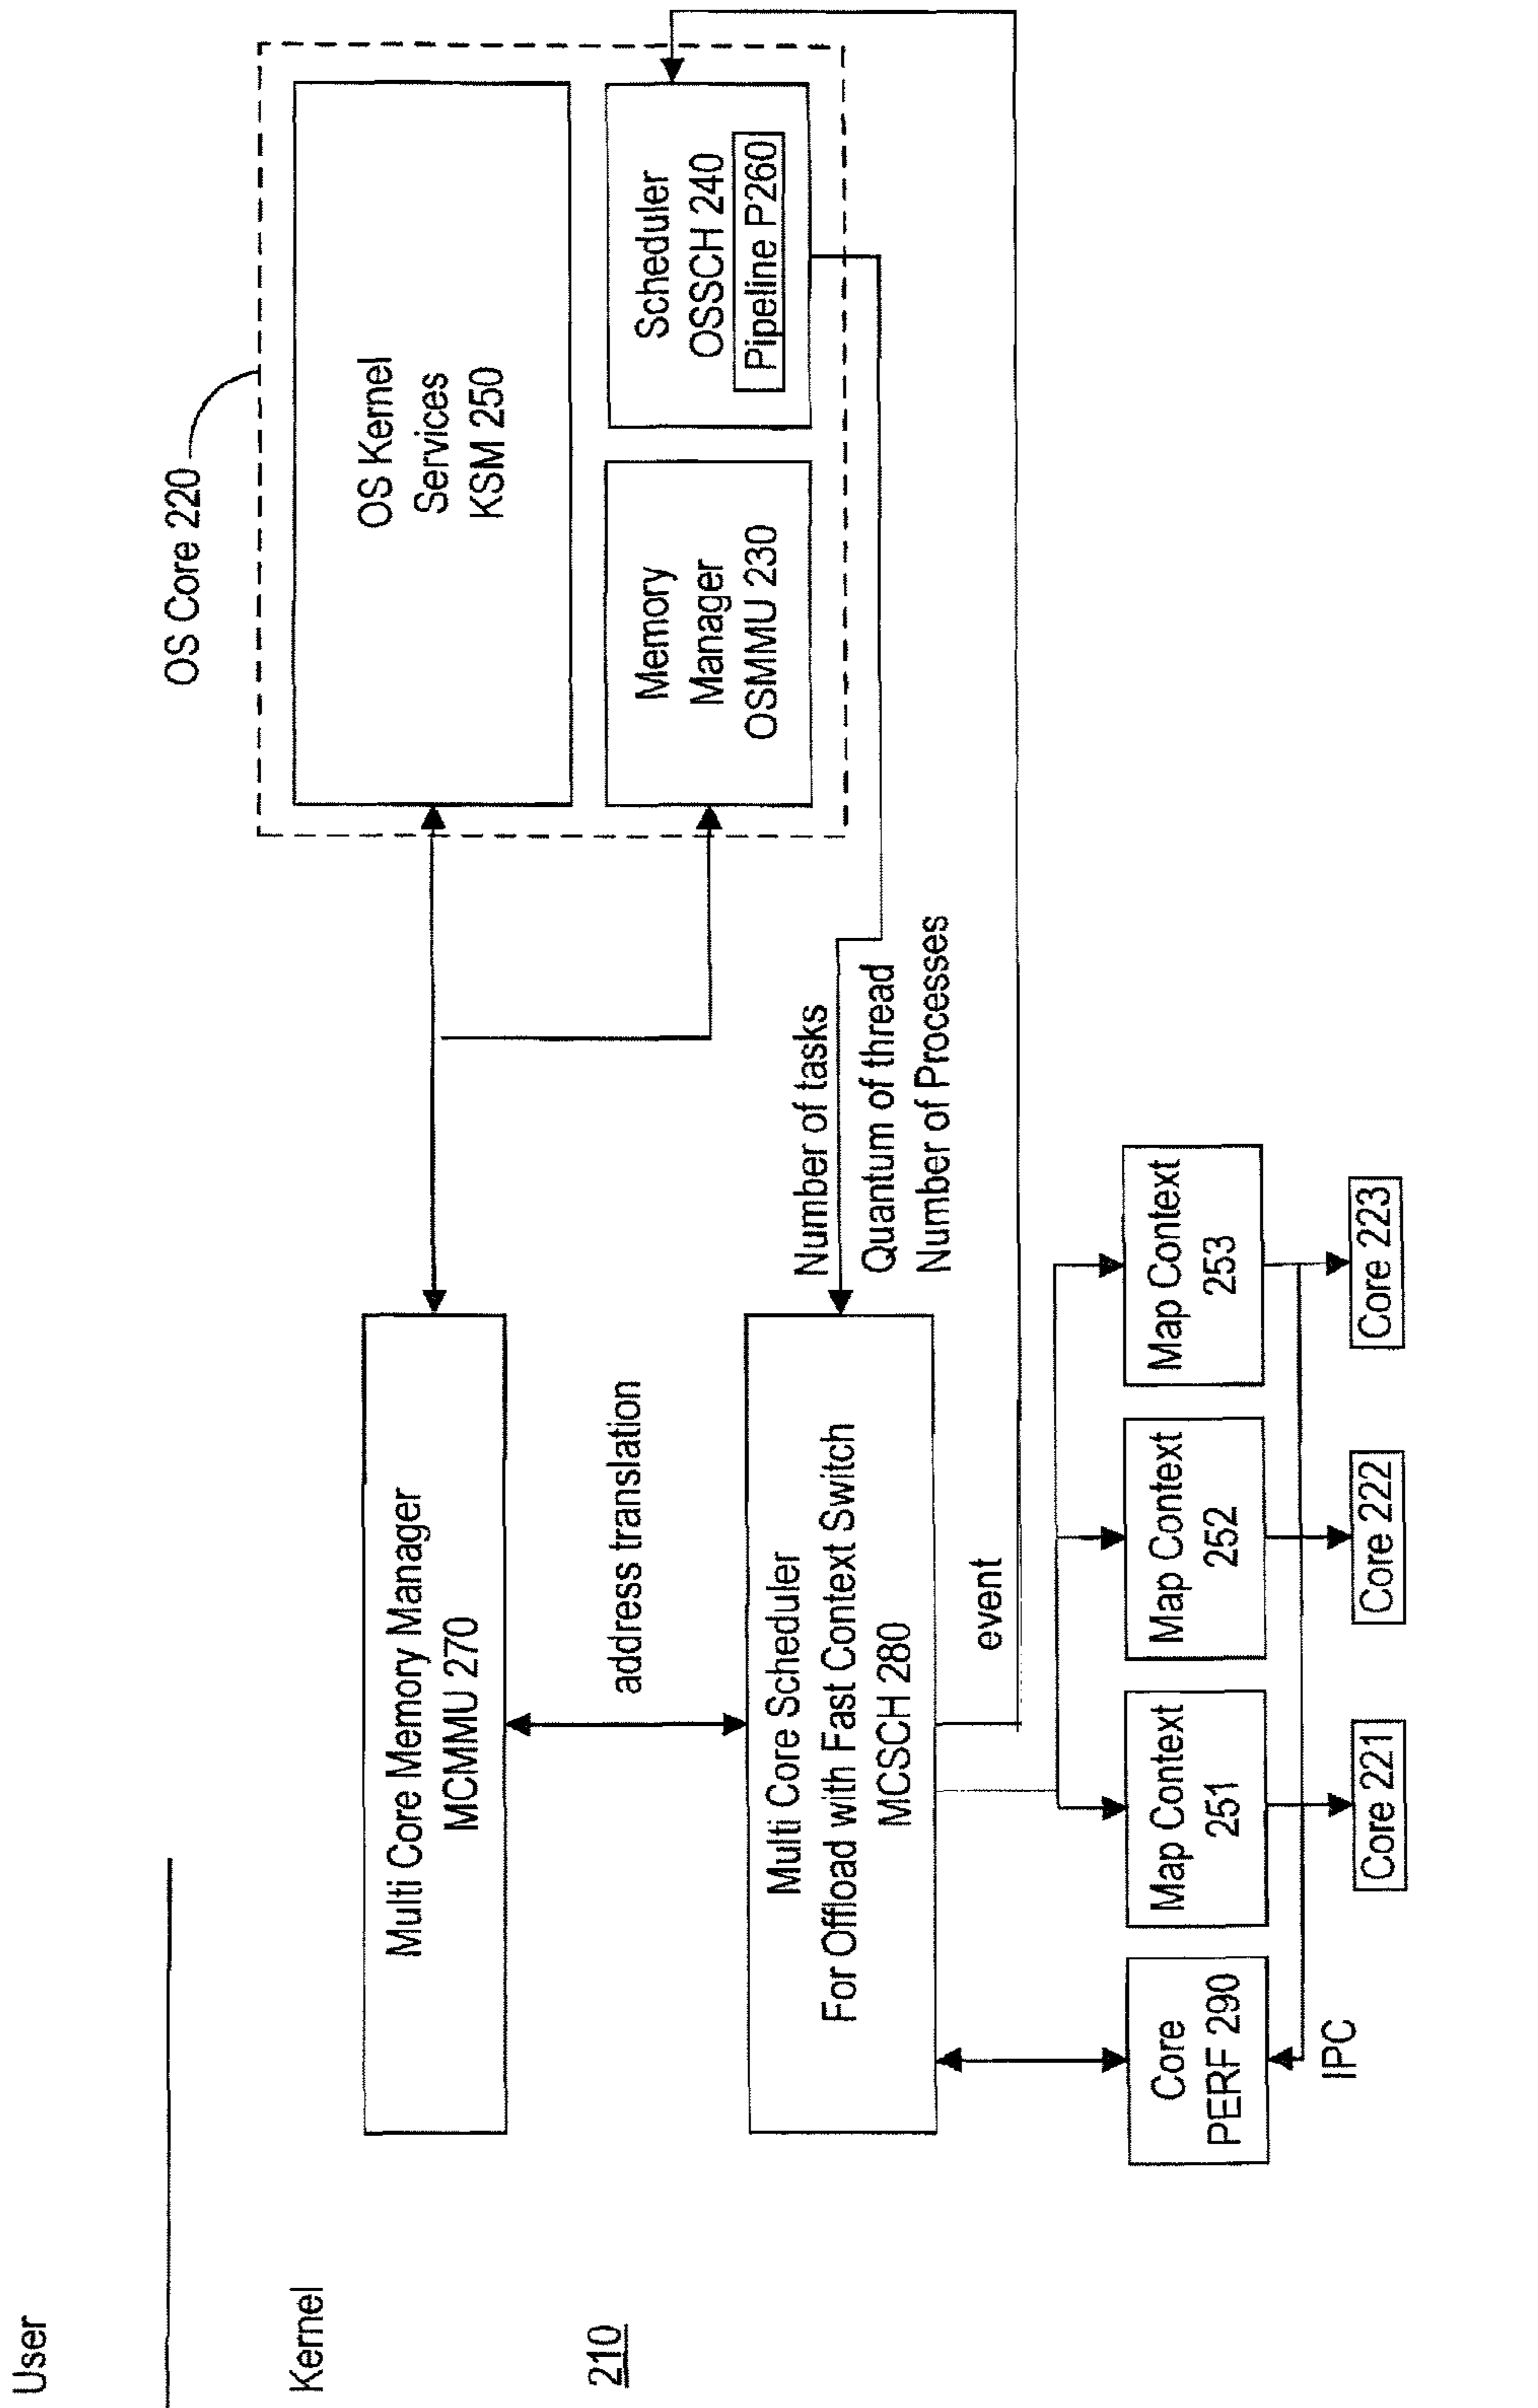 User
Kernel
210
OS Core 220
OS Kernel
Services
KSM 250
Memory
Manager
OSMMU 230
Scheduler
OSSCH 240
Pipeline P260
Multi Core Memory Manager
MCMMU 270
address translation
Number of tasks
Quantum of thread
Number of Processes
Multi Core Scheduler
For Offload with Fast Context Switch
MCSCH 280
event
Core
PERF 290
Map Context
251
Map Context
252
Map Context
253
IPC
Core 221
Core 222
Core 223